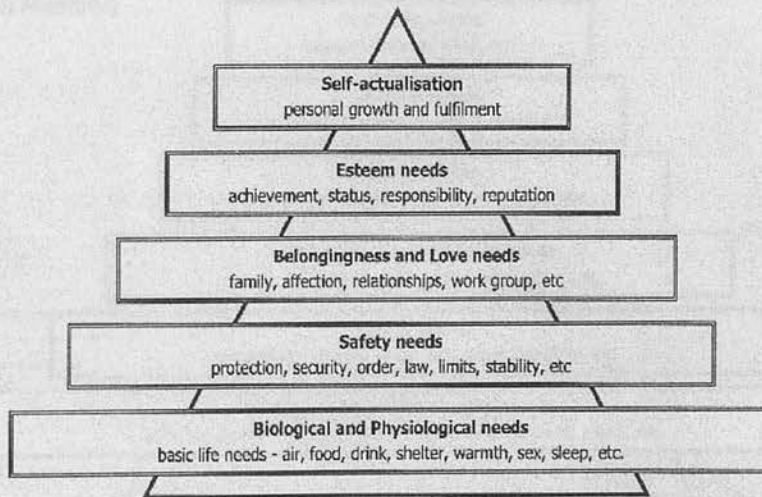 Self-actualisation
personal growth and fulfilment
Esteem needs
achievement, status, responsibility, reputation
Belongingness and Love needs
family, affection, relationships, work group, etc
Safety needs
protection, security, order, law, limits, stability, etc
Biological and Physiological needs
basic life needs - air, food, drink, shelter, warmth, sex, sleep, etc.